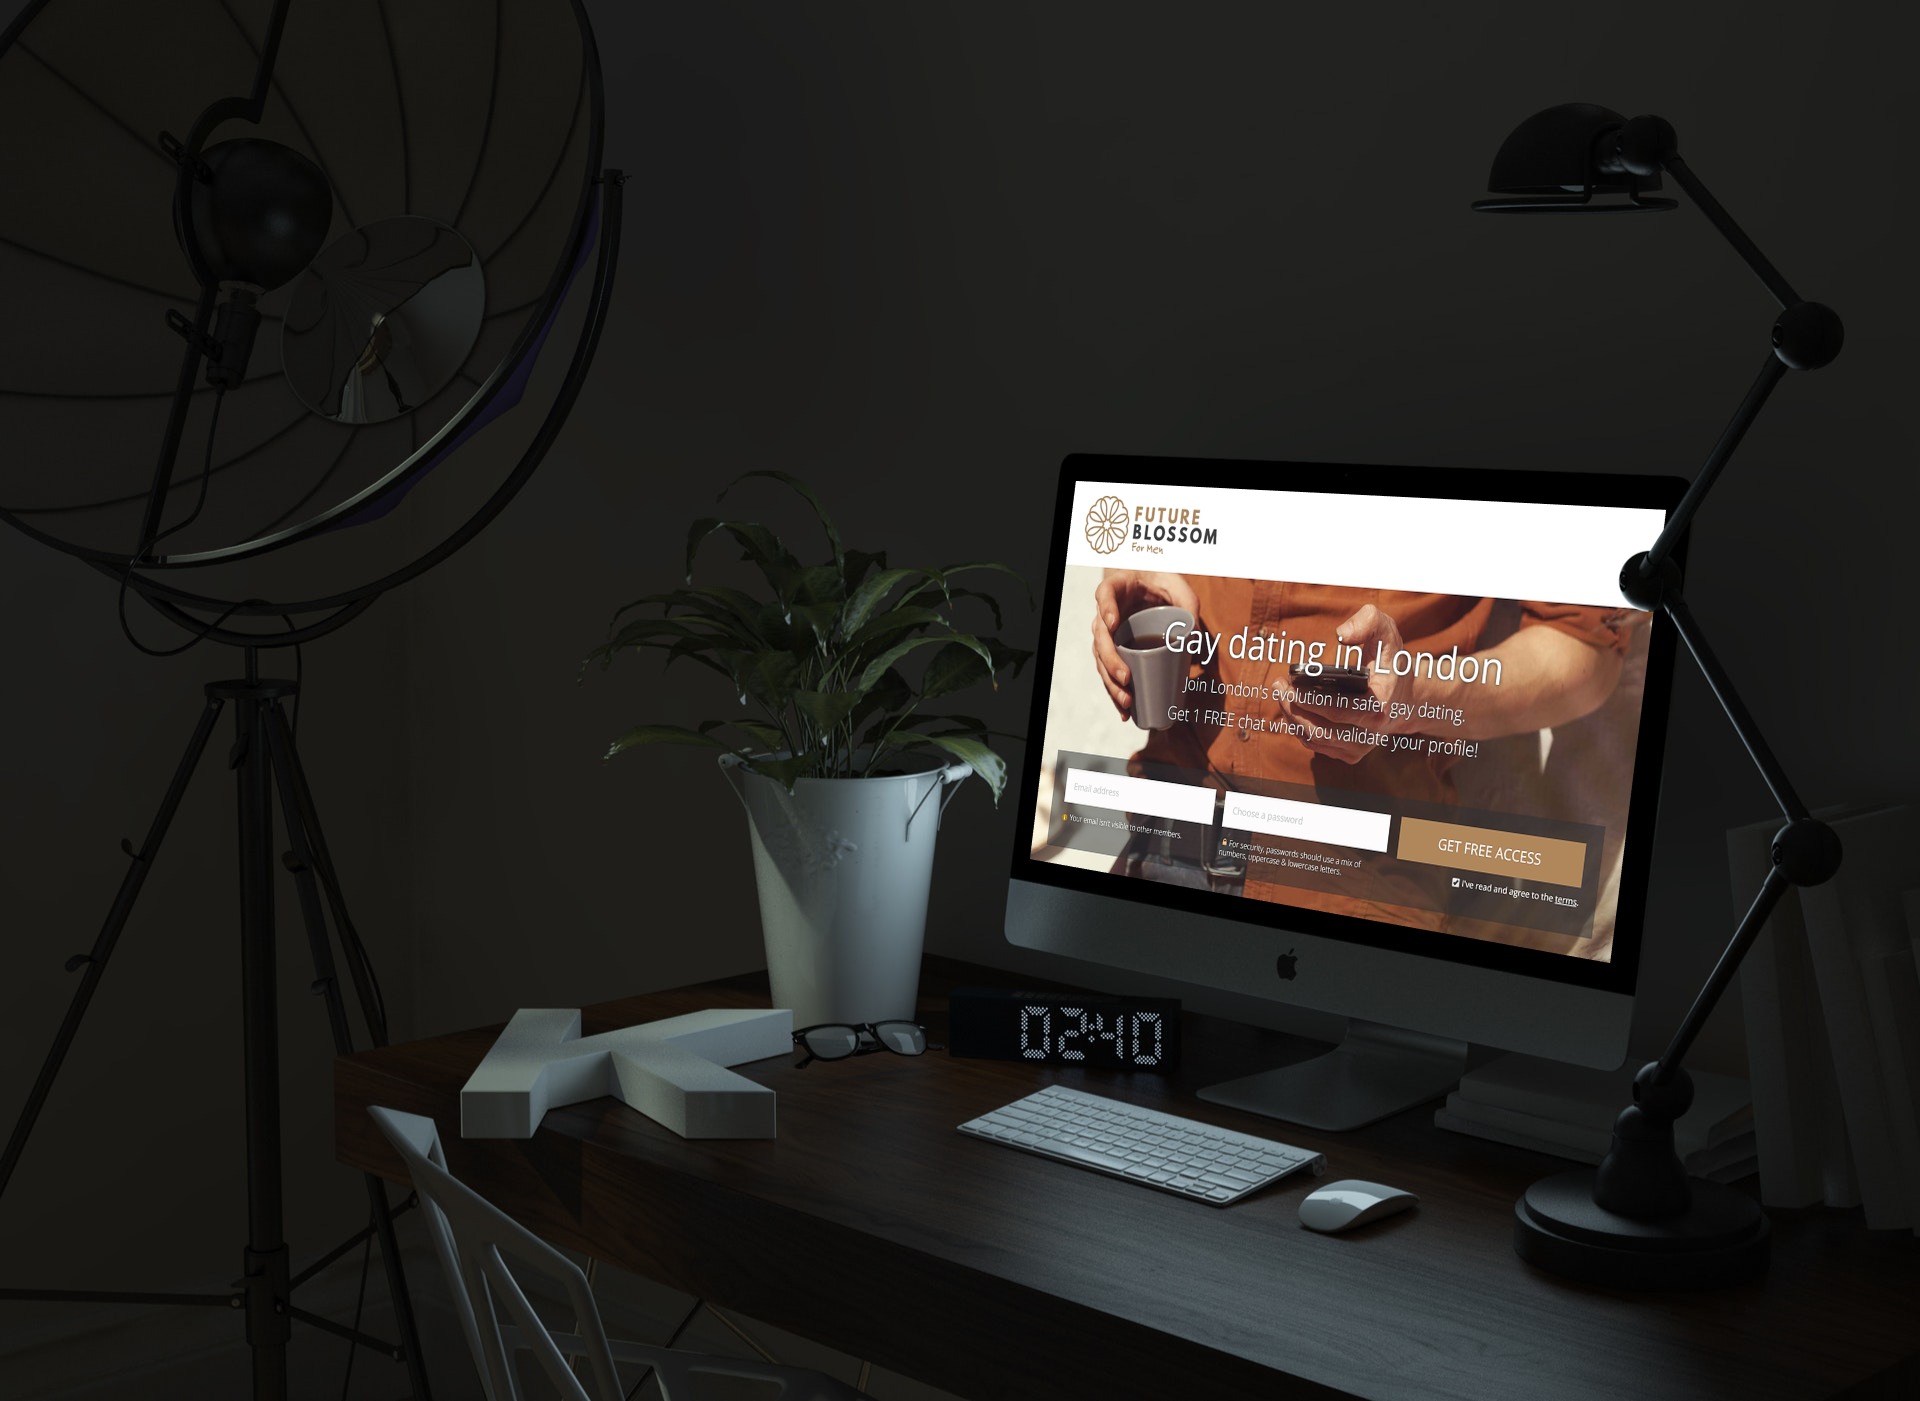 FUTURE
BLOSSOM
For Men
Gay dating in London
Join London's evolution in safer gay dating.
Get 1 FREE chat when you validate your profile!
Email address
Choose a password
GET FREE ACCESS
Your email isn't visible to other members.
For security, passwords should use a mix of
numbers, uppercase & lowercase letters.
I've read and agree to the terms.
02:40
K